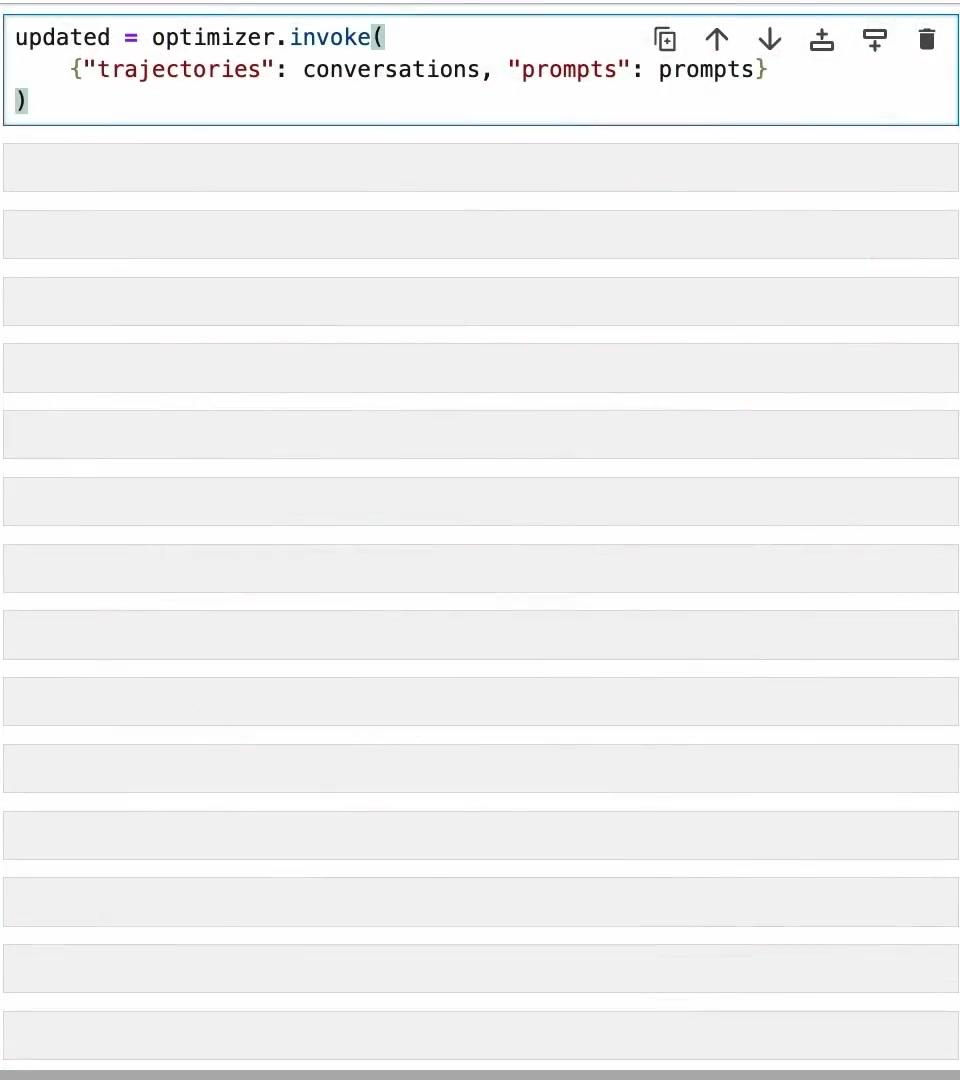 updated = optimizer.invoke(
    {"trajectories": conversations, "prompts": prompts}
)